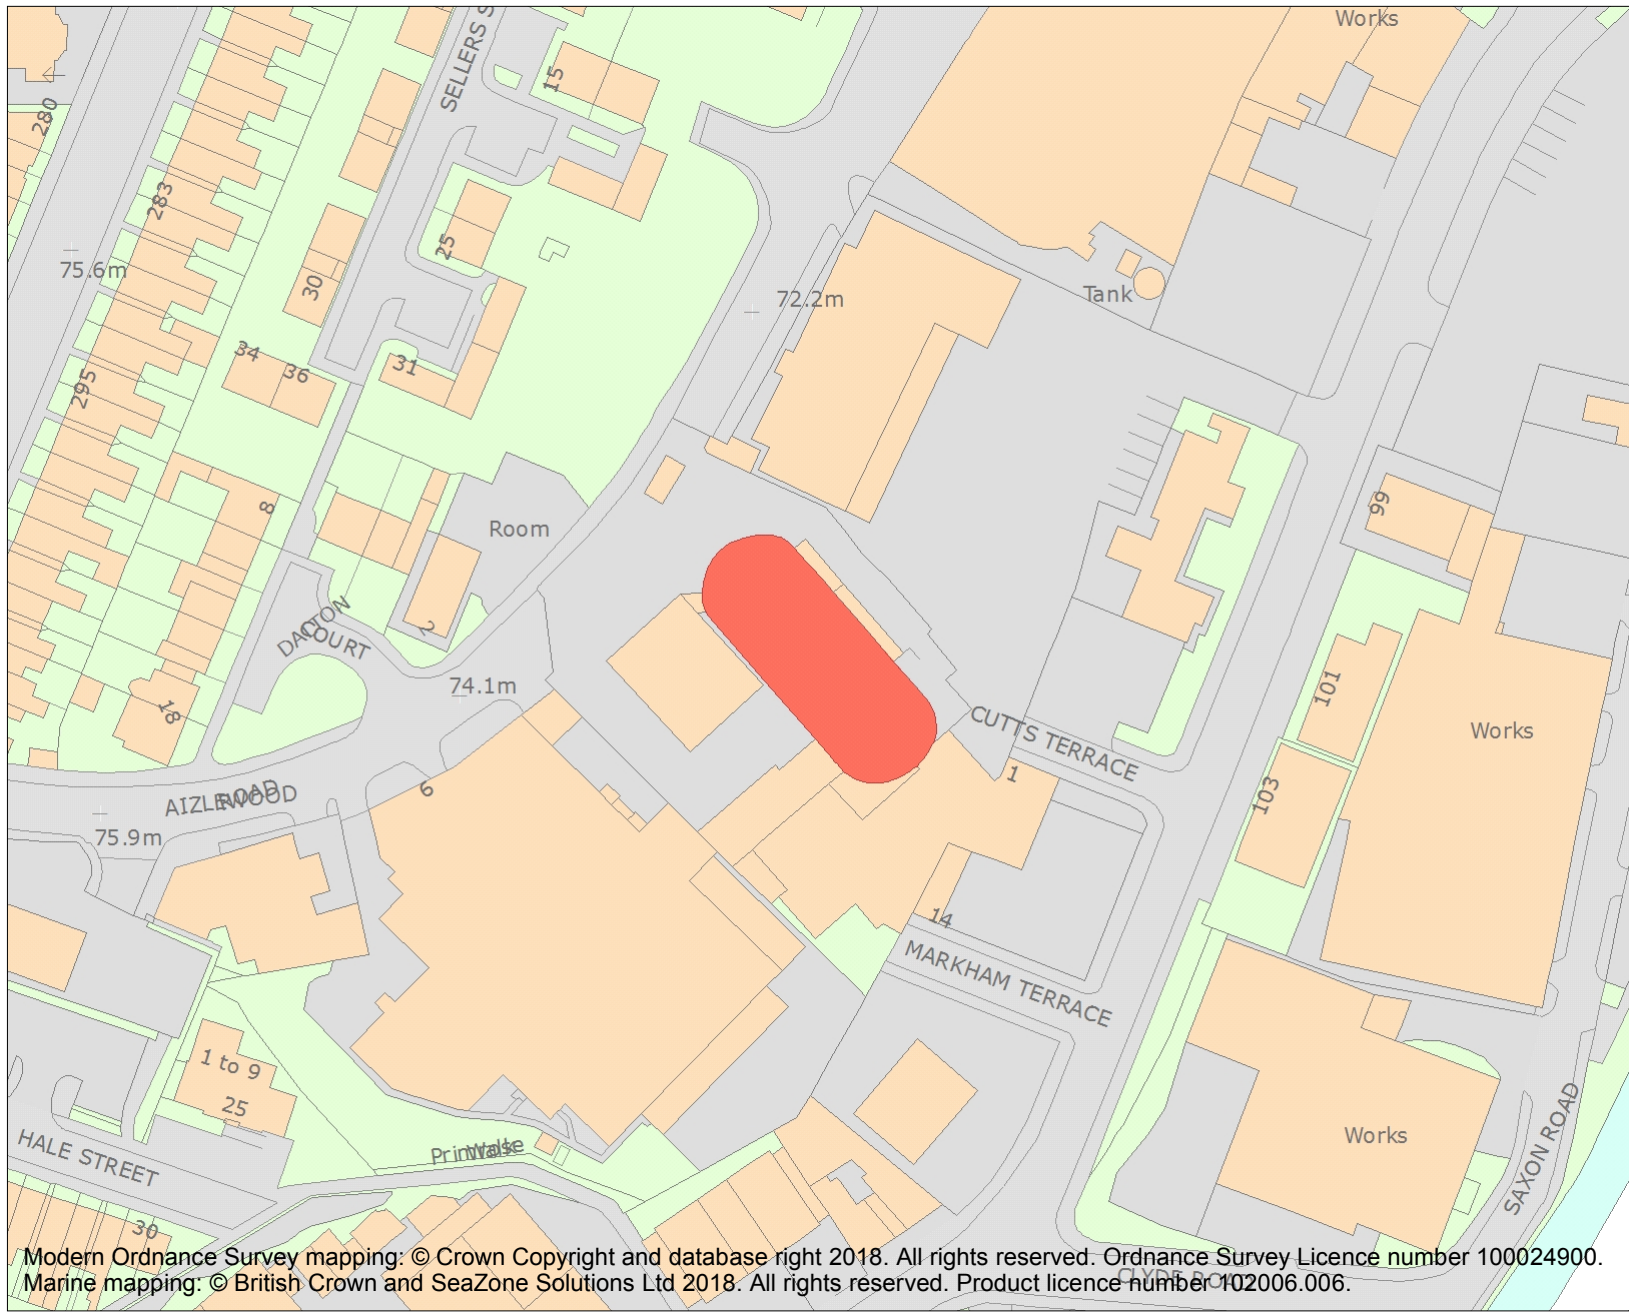 Works
SELLERS S
15
280
283
25
75.6m
30
72.2m
Tank
34
36
31
295
8
99
Room
DALTON
COURT
2
74.1m
18
101
CUTTS TERRACE
1
Works
6
AIZLEWOOD
ROAD
103
75.9m
14
MARKHAM TERRACE
1 to 9
25
HALE STREET
Primrose
Walk
Works
SAXON ROAD
30
CLYDE ROAD
Modern Ordnance Survey mapping: © Crown Copyright and database right 2018. All rights reserved. Ordnance Survey Licence number 100024900.
Marine mapping: © British Crown and SeaZone Solutions Ltd 2018. All rights reserved. Product licence number 102006.006.